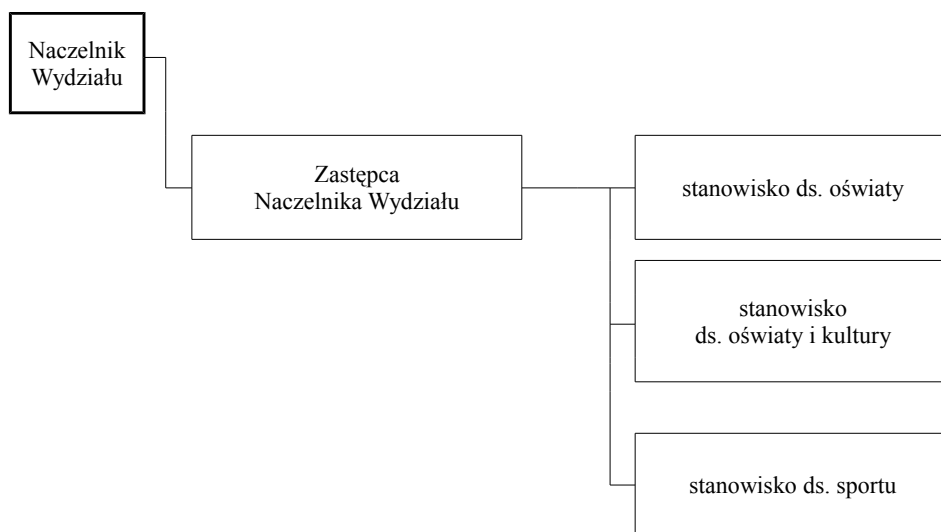 Naczelnik
Wydziału
Zastępca
Naczelnika Wydziału
stanowisko ds. oświaty
stanowisko
ds. oświaty i kultury
stanowisko ds. sportu